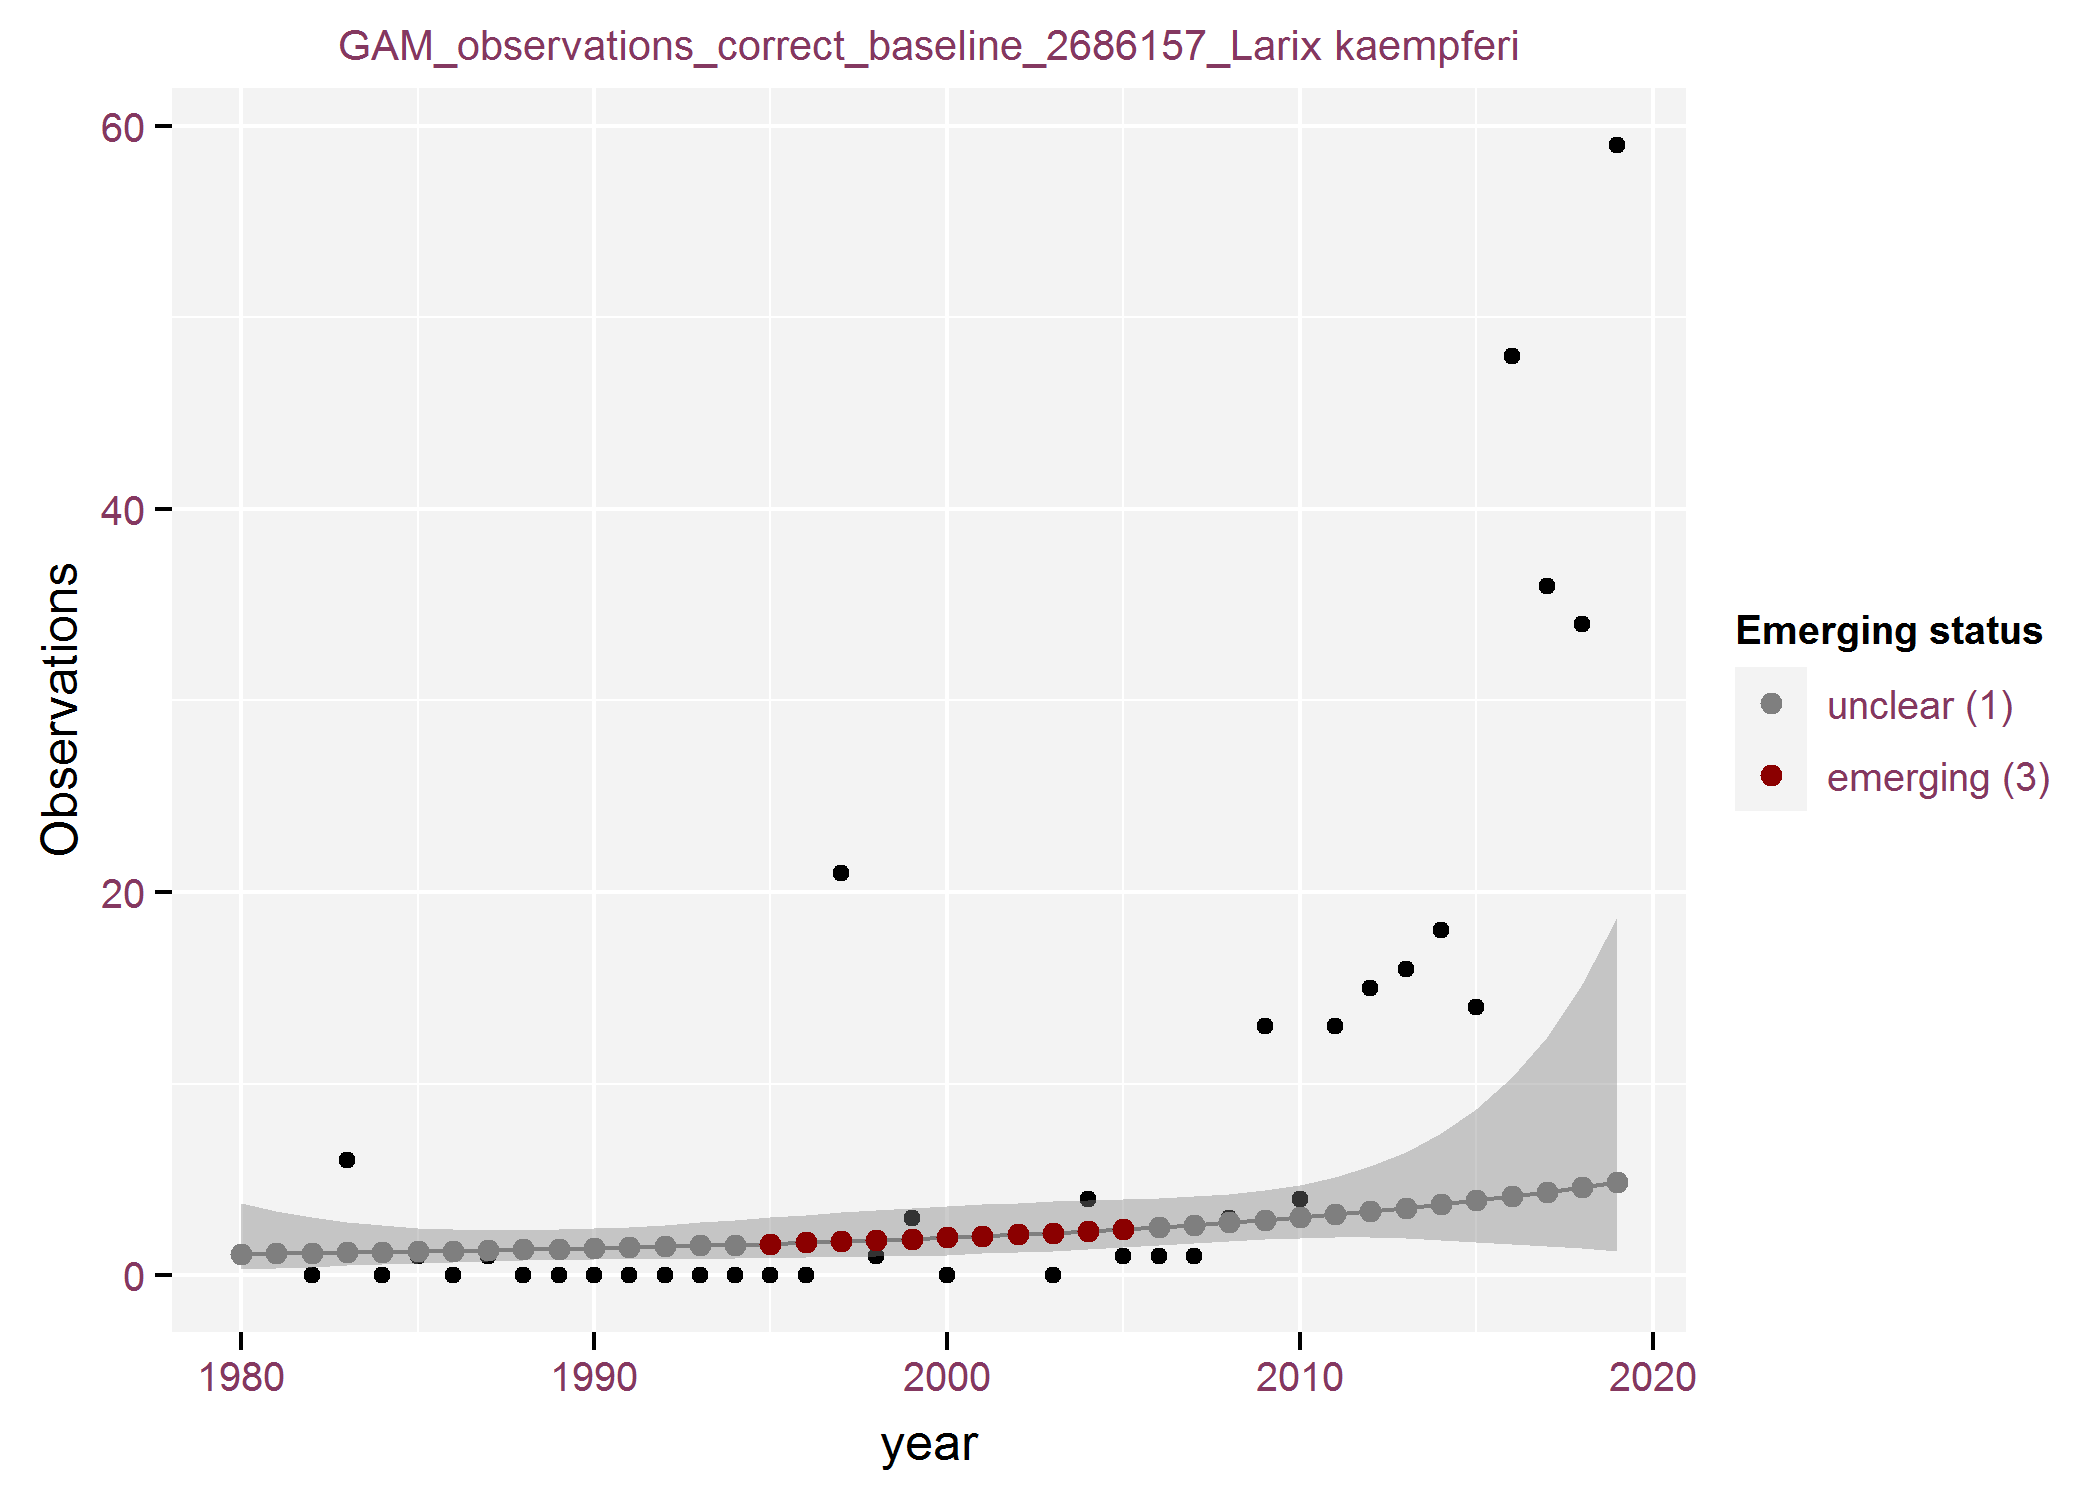 GAM_observations_correct_baseline_2686157_Larix kaempferi
60
40
20
0
Observations
1980
1990
2000
2010
2020
year
Emerging status
unclear (1)
emerging (3)